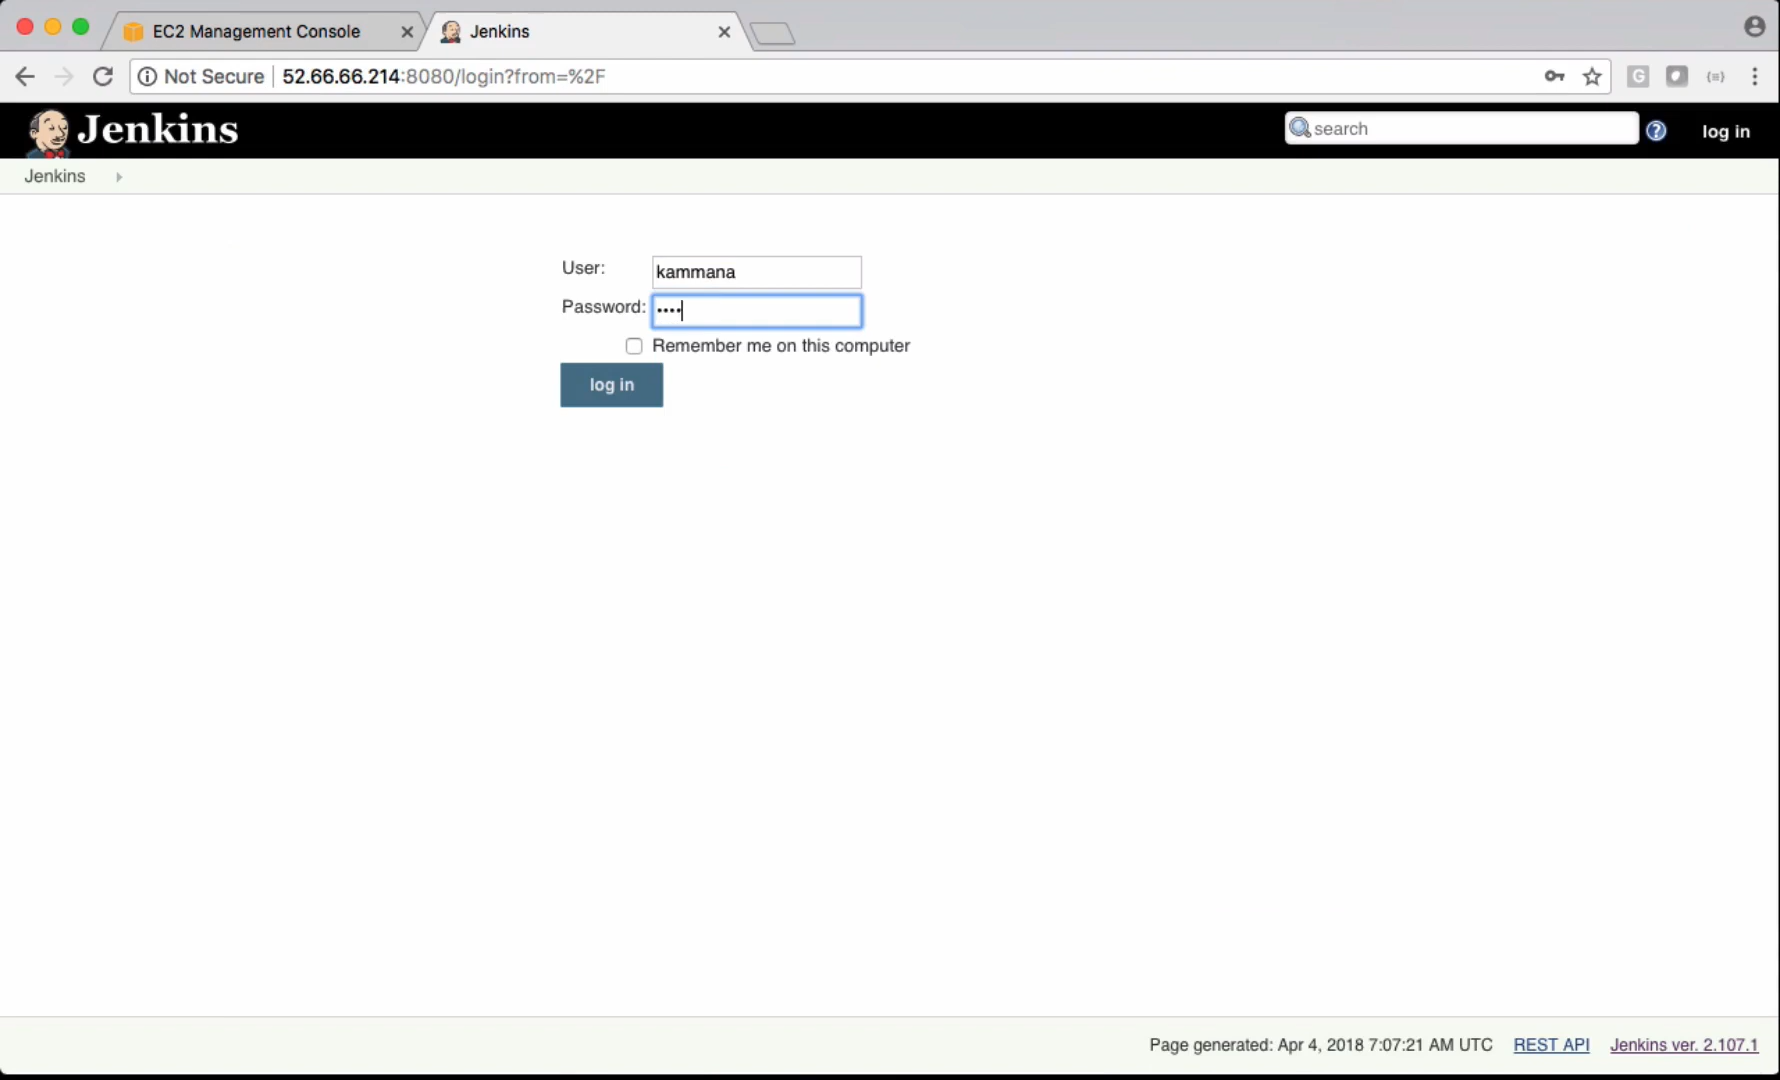 EC2 Management Console
Jenkins
Not Secure
52.66.66.214:8080/login?from=%2F
G
Jenkins
search
?
log in
Jenkins
User:
kammana
Password:
••••
Remember me on this computer
log in
Page generated: Apr 4, 2018 7:07:21 AM UTC
REST API
Jenkins ver. 2.107.1